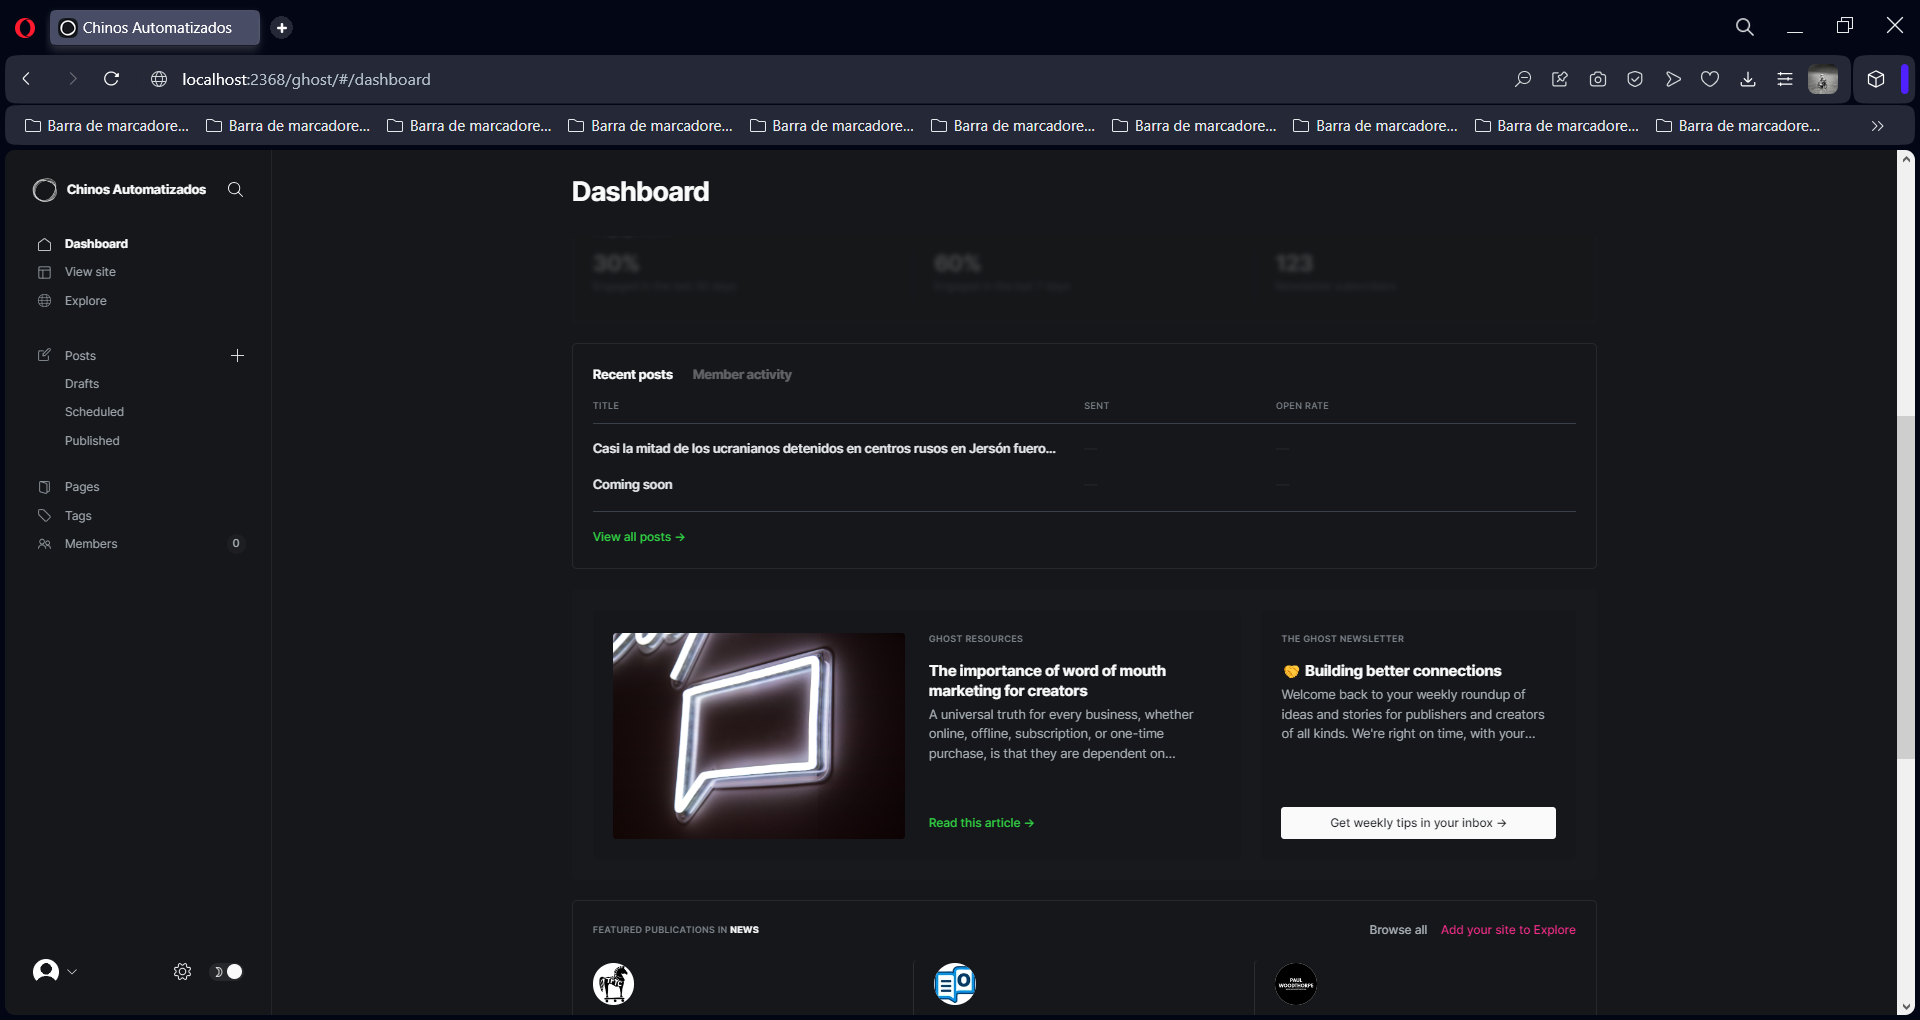 Chinos Automatizados
localhost:2368/ghost/#/dashboard
Barra de marcadore... Barra de marcadore... Barra de marcadore... Barra de marcadore... Barra de marcadore... Barra de marcadore... Barra de marcadore... Barra de marcadore... Barra de marcadore... Barra de marcadore...
Chinos Automatizados
Dashboard
View site
Explore
Posts
Drafts
Scheduled
Published
Pages
Tags
Members 0
Dashboard
30% 60% 123
Recent posts Member activity
TITLE SENT OPEN RATE
Casi la mitad de los ucranianos detenidos en centros rusos en Jersón fuero... — —
Coming soon — —
View all posts →
GHOST RESOURCES
The importance of word of mouth
marketing for creators
A universal truth for every business, whether
online, offline, subscription, or one-time
purchase, is that they are dependent on...
Read this article →
THE GHOST NEWSLETTER
🤝 Building better connections
Welcome back to your weekly roundup of
ideas and stories for publishers and creators
of all kinds. We're right on time, with your...
Get weekly tips in your inbox →
FEATURED PUBLICATIONS IN NEWS
Browse all Add your site to Explore
PAUL
WOODTHORPE